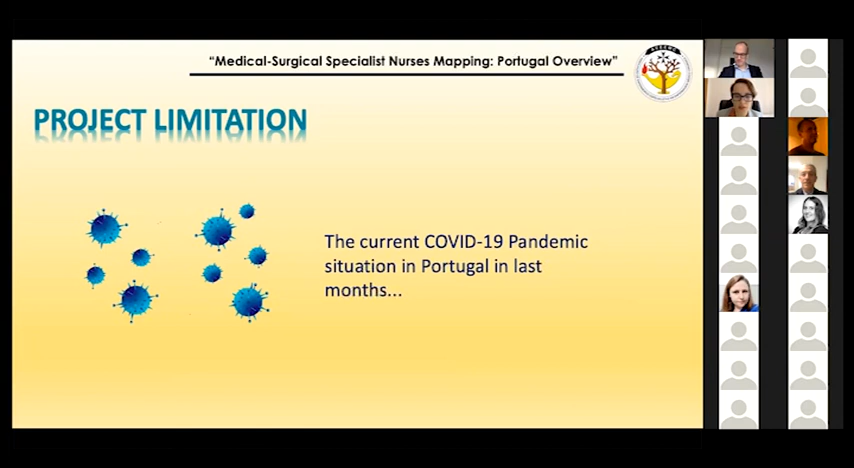 “Medical-Surgical Specialist Nurses Mapping: Portugal Overview”
PROJECT LIMITATION
The current COVID-19 Pandemic
situation in Portugal in last
months...